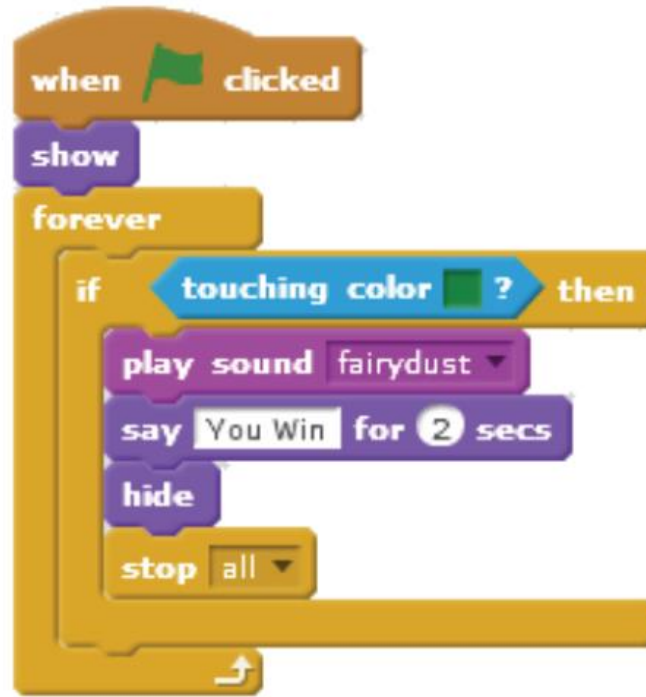 when clicked
show
forever
if touching color ? then
play sound fairydust
say You Win for 2 secs
hide
stop all